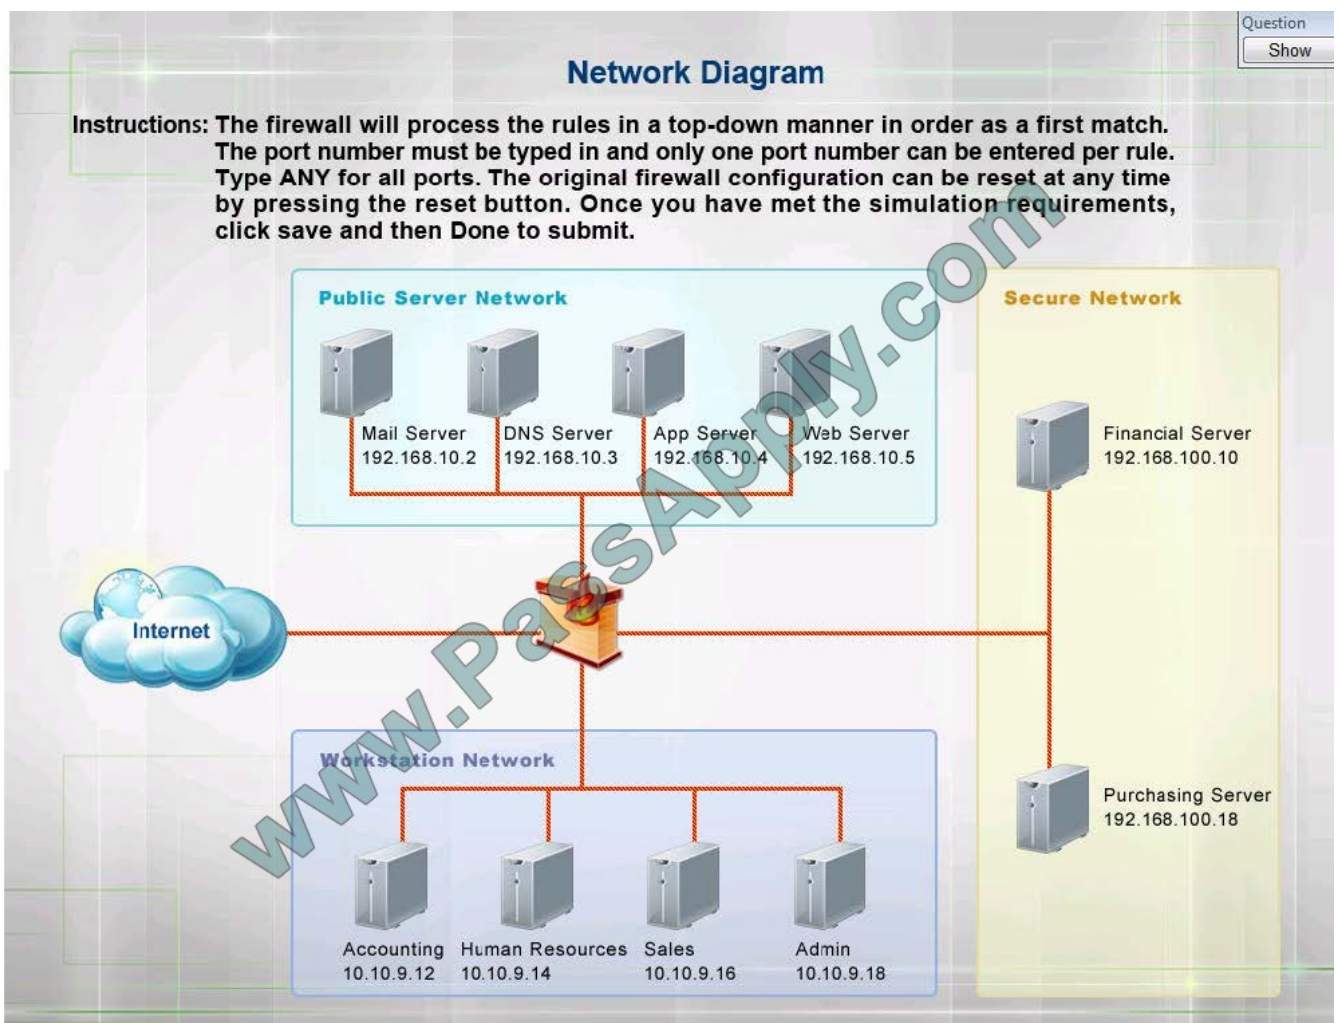 Question
Show
Network Diagram
Instructions: The firewall will process the rules in a top-down manner in order as a first match.
The port number must be typed in and only one port number can be entered per rule.
Type ANY for all ports. The original firewall configuration can be reset at any time
by pressing the reset button. Once you have met the simulation requirements,
click save and then Done to submit.
Public Server Network
Secure Network
Mail Server
192.168.10.2
DNS Server
192.168.10.3
App Server
192.168.10.4
Web Server
192.168.10.5
Financial Server
192.168.100.10
Internet
Workstation Network
Purchasing Server
192.168.100.18
Accounting
10.10.9.12
Human Resources
10.10.9.14
Sales
10.10.9.16
Admin
10.10.9.18
www.PassApply.com